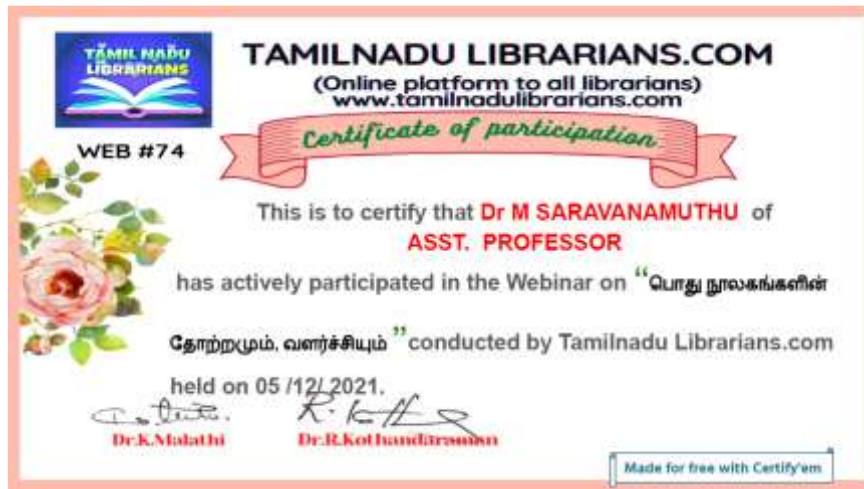 TAMIL NADU
LIBRARIANS
TAMILNADU LIBRARIANS.COM
(Online platform to all librarians)
www.tamilnadulibrarians.com
WEB #74
Certificate of participation
This is to certify that Dr M SARAVANAMUTHU of
ASST. PROFESSOR
has actively participated in the Webinar on “பொது நூலகங்களின்
தோற்றமும், வளர்ச்சியும் ”conducted by Tamilnadu Librarians.com
held on 05 /12/ 2021.
Dr.K.Malathi
Dr.R.Kothandaraman
Made for free with Certify'em